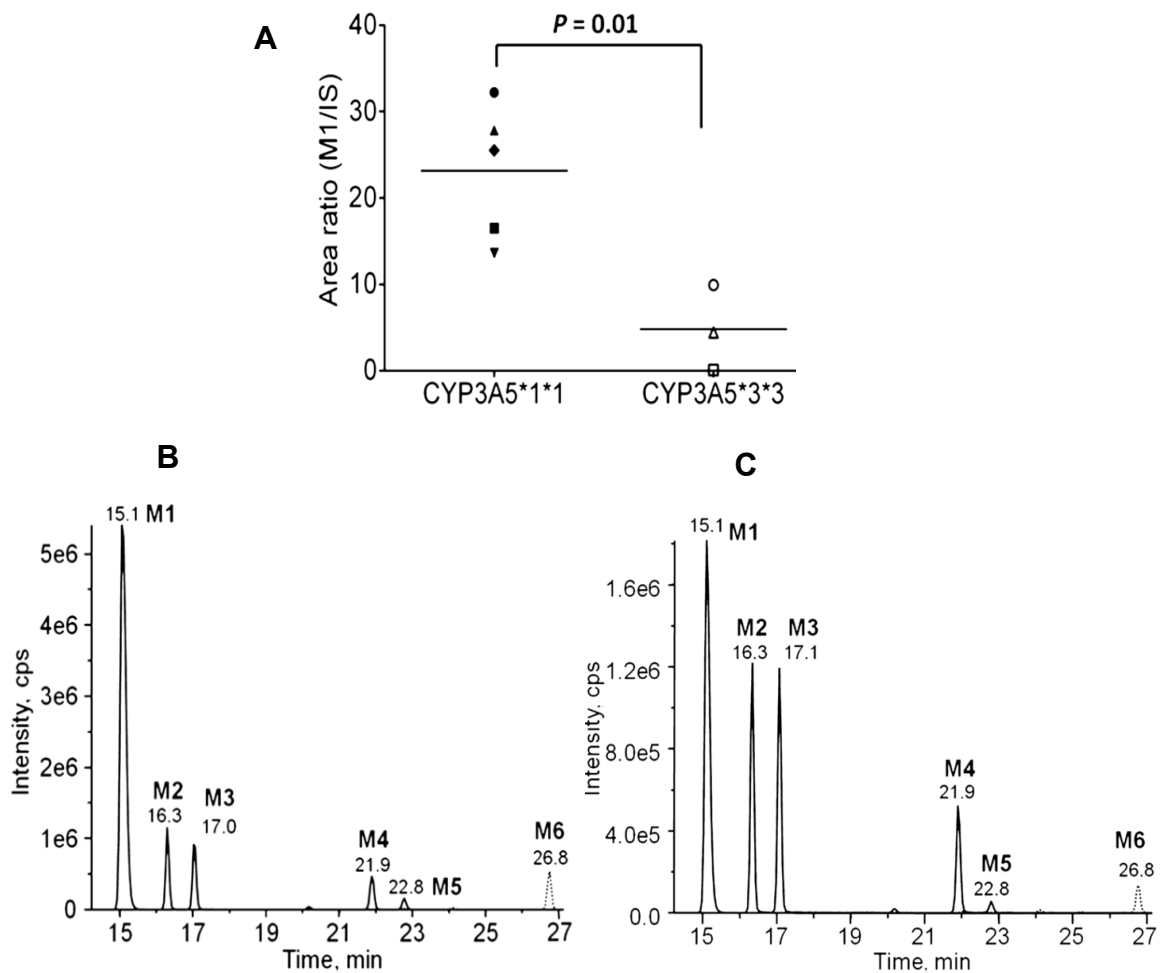 A
P = 0.01
Area ratio (M1/IS)
40
30
20
10
0
CYP3A5*1*1 CYP3A5*3*3
B
15.1 M1
M2
16.3
M3
17.0
M4
21.9
22.8 M5
M6
26.8
Intensity, cps
5e6
4e6
3e6
2e6
1e6
0
15 17 19 21 23 25 27
Time, min
C
15.1 M1
M2
16.3
M3
17.1
M4
21.9
M5
22.8
M6
26.8
Intensity, cps
1.6e6
1.2e6
8.0e5
4.0e5
0.0
15 17 19 21 23 25 27
Time, min